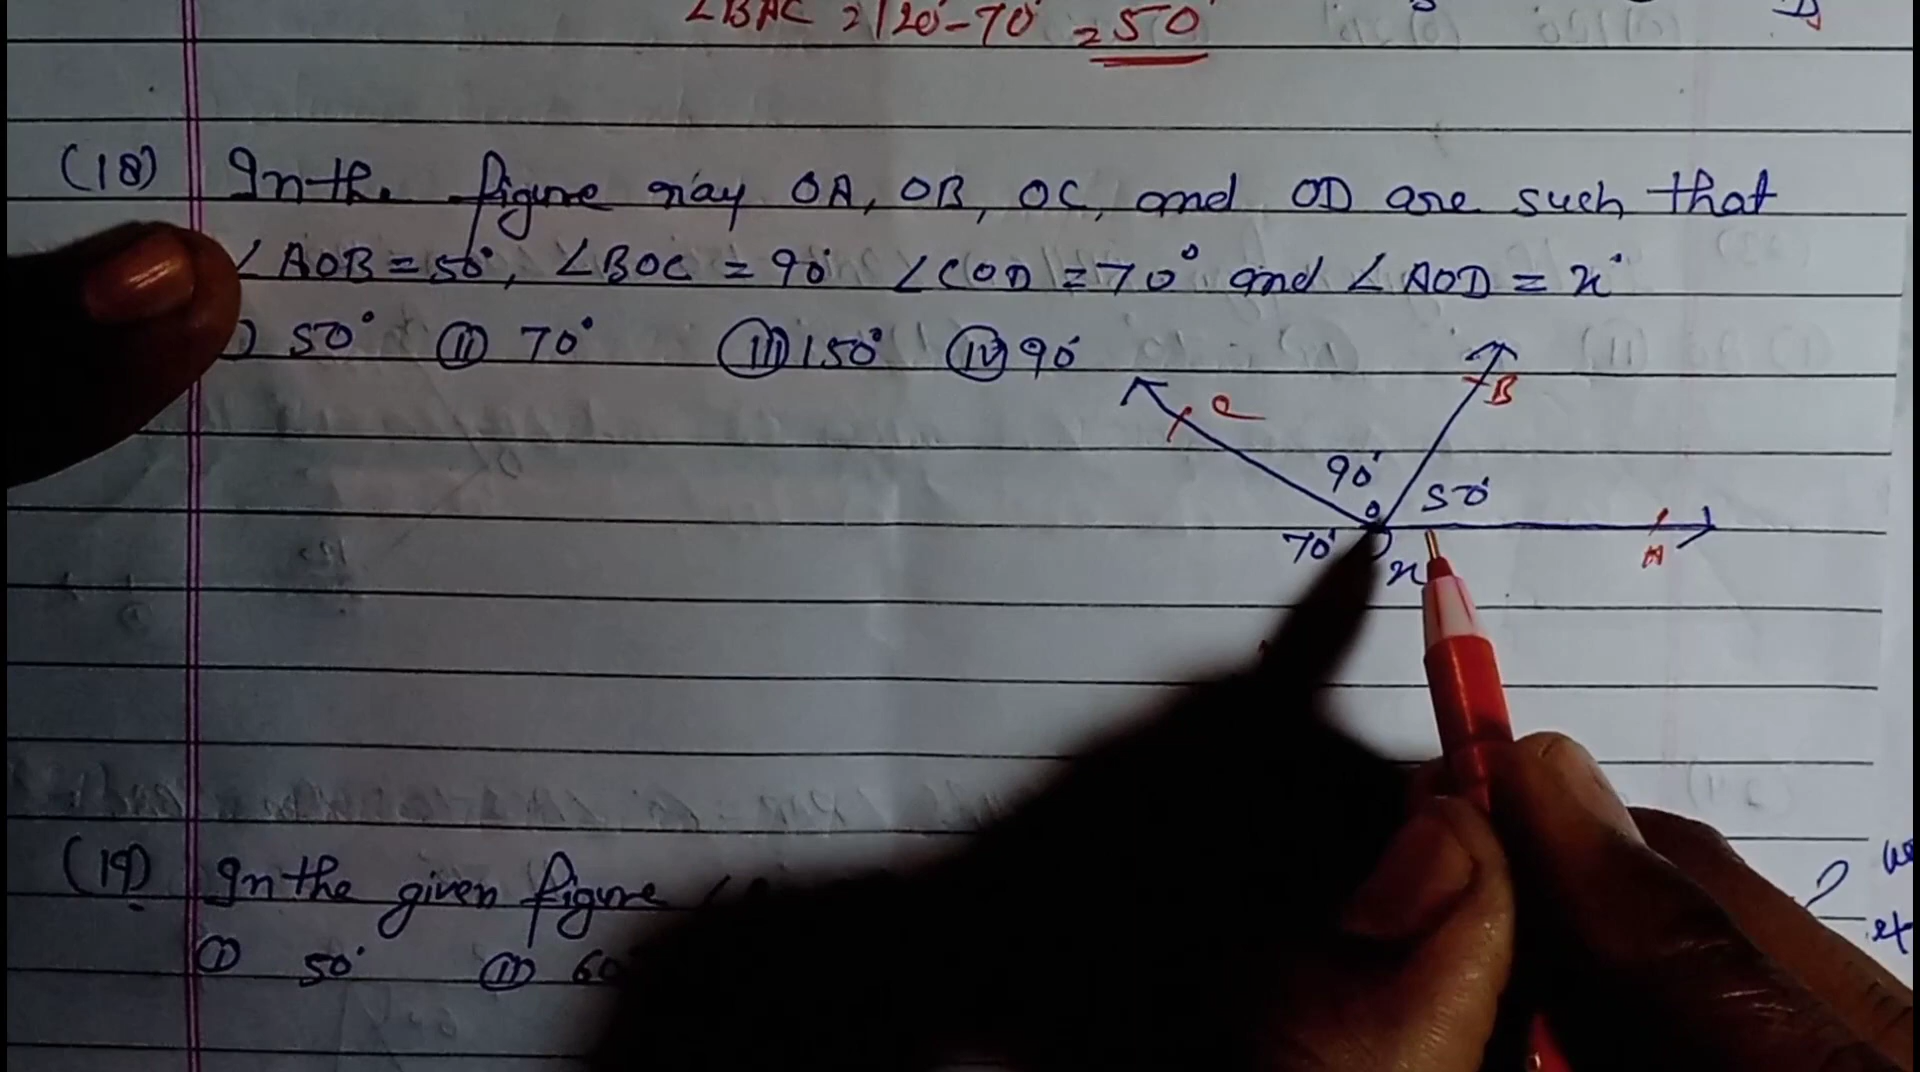 ∠BAC = 120° - 70° = 50°
(18) In the figure ray OA, OB, OC, and OD are such that
∠AOB = 50°, ∠BOC = 90° ∠COD = 70° and ∠AOD = x°
50° (II) 70° (III) 150° (IV) 90°
B
C
90°
50°
O
70°
x
A
(19) In the given figure
(I) 50° (II) 60